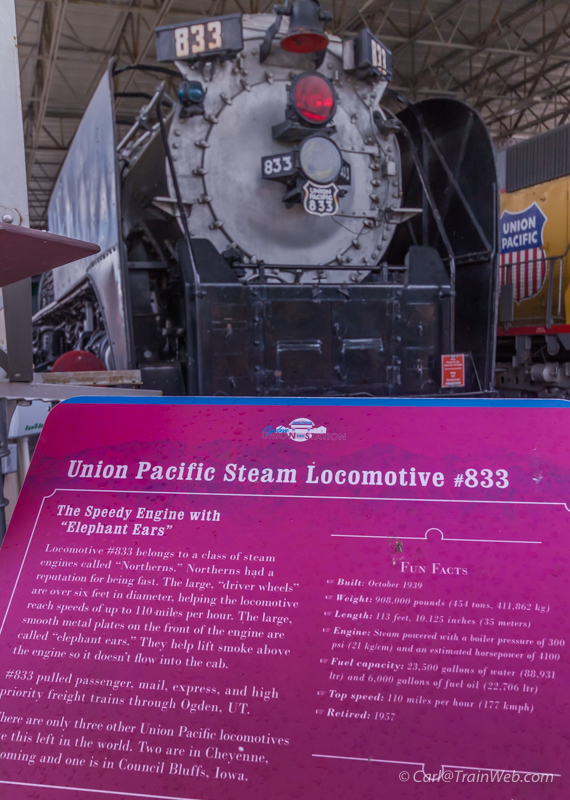 833
833
UNION
PACIFIC
833
UNION
PACIFIC
UNION STATION
Union Pacific Steam Locomotive #833
The Speedy Engine with
“Elephant Ears”
Locomotive #833 belongs to a class of steam
engines called “Northerns.” Northerns had a
reputation for being fast. The large, “driver wheels”
are over six feet in diameter, helping the locomotive
reach speeds of up to 110 miles per hour. The large,
smooth metal plates on the front of the engine are
called “elephant ears.” They help lift smoke above
the engine so it doesn't flow into the cab.
#833 pulled passenger, mail, express, and high
priority freight trains through Ogden, UT.
here are only three other Union Pacific locomotives
e this left in the world. Two are in Cheyenne,
oming and one is in Council Bluffs, Iowa.
Fun Facts
Built: October 1939
Weight: 908,000 pounds (454 tons, 411,862 kg)
Length: 113 feet, 10.125 inches (35 meters)
Engine: Steam powered with a boiler pressure of 300
psi (21 kg/cm) and an estimated horsepower of 4100
Fuel capacity: 23,500 gallons of water (88,931
ltr) and 6,000 gallons of fuel oil (22,706 ltr)
Top speed: 110 miles per hour (177 kmph)
Retired: 1957
© Carl@TrainWeb.com